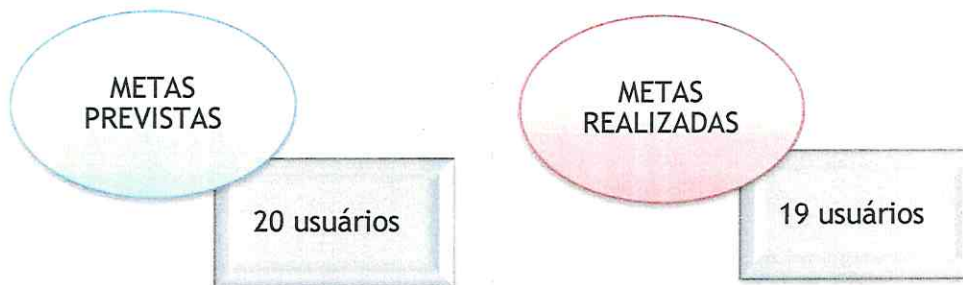 METAS
PREVISTAS
20 usuários
METAS
REALIZADAS
19 usuários